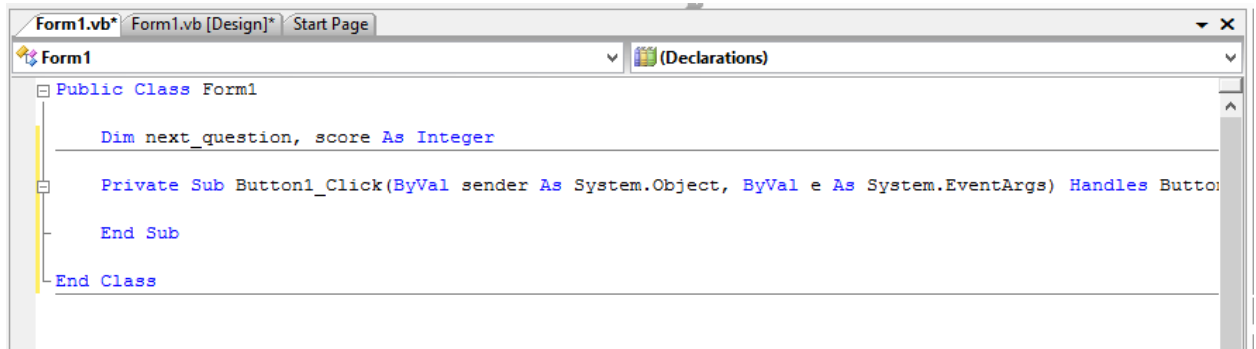 Form1.vb* Form1.vb [Design]* Start Page
Form1 (Declarations)
Public Class Form1
Dim next_question, score As Integer
Private Sub Button1_Click(ByVal sender As System.Object, ByVal e As System.EventArgs) Handles
End Sub
End Class